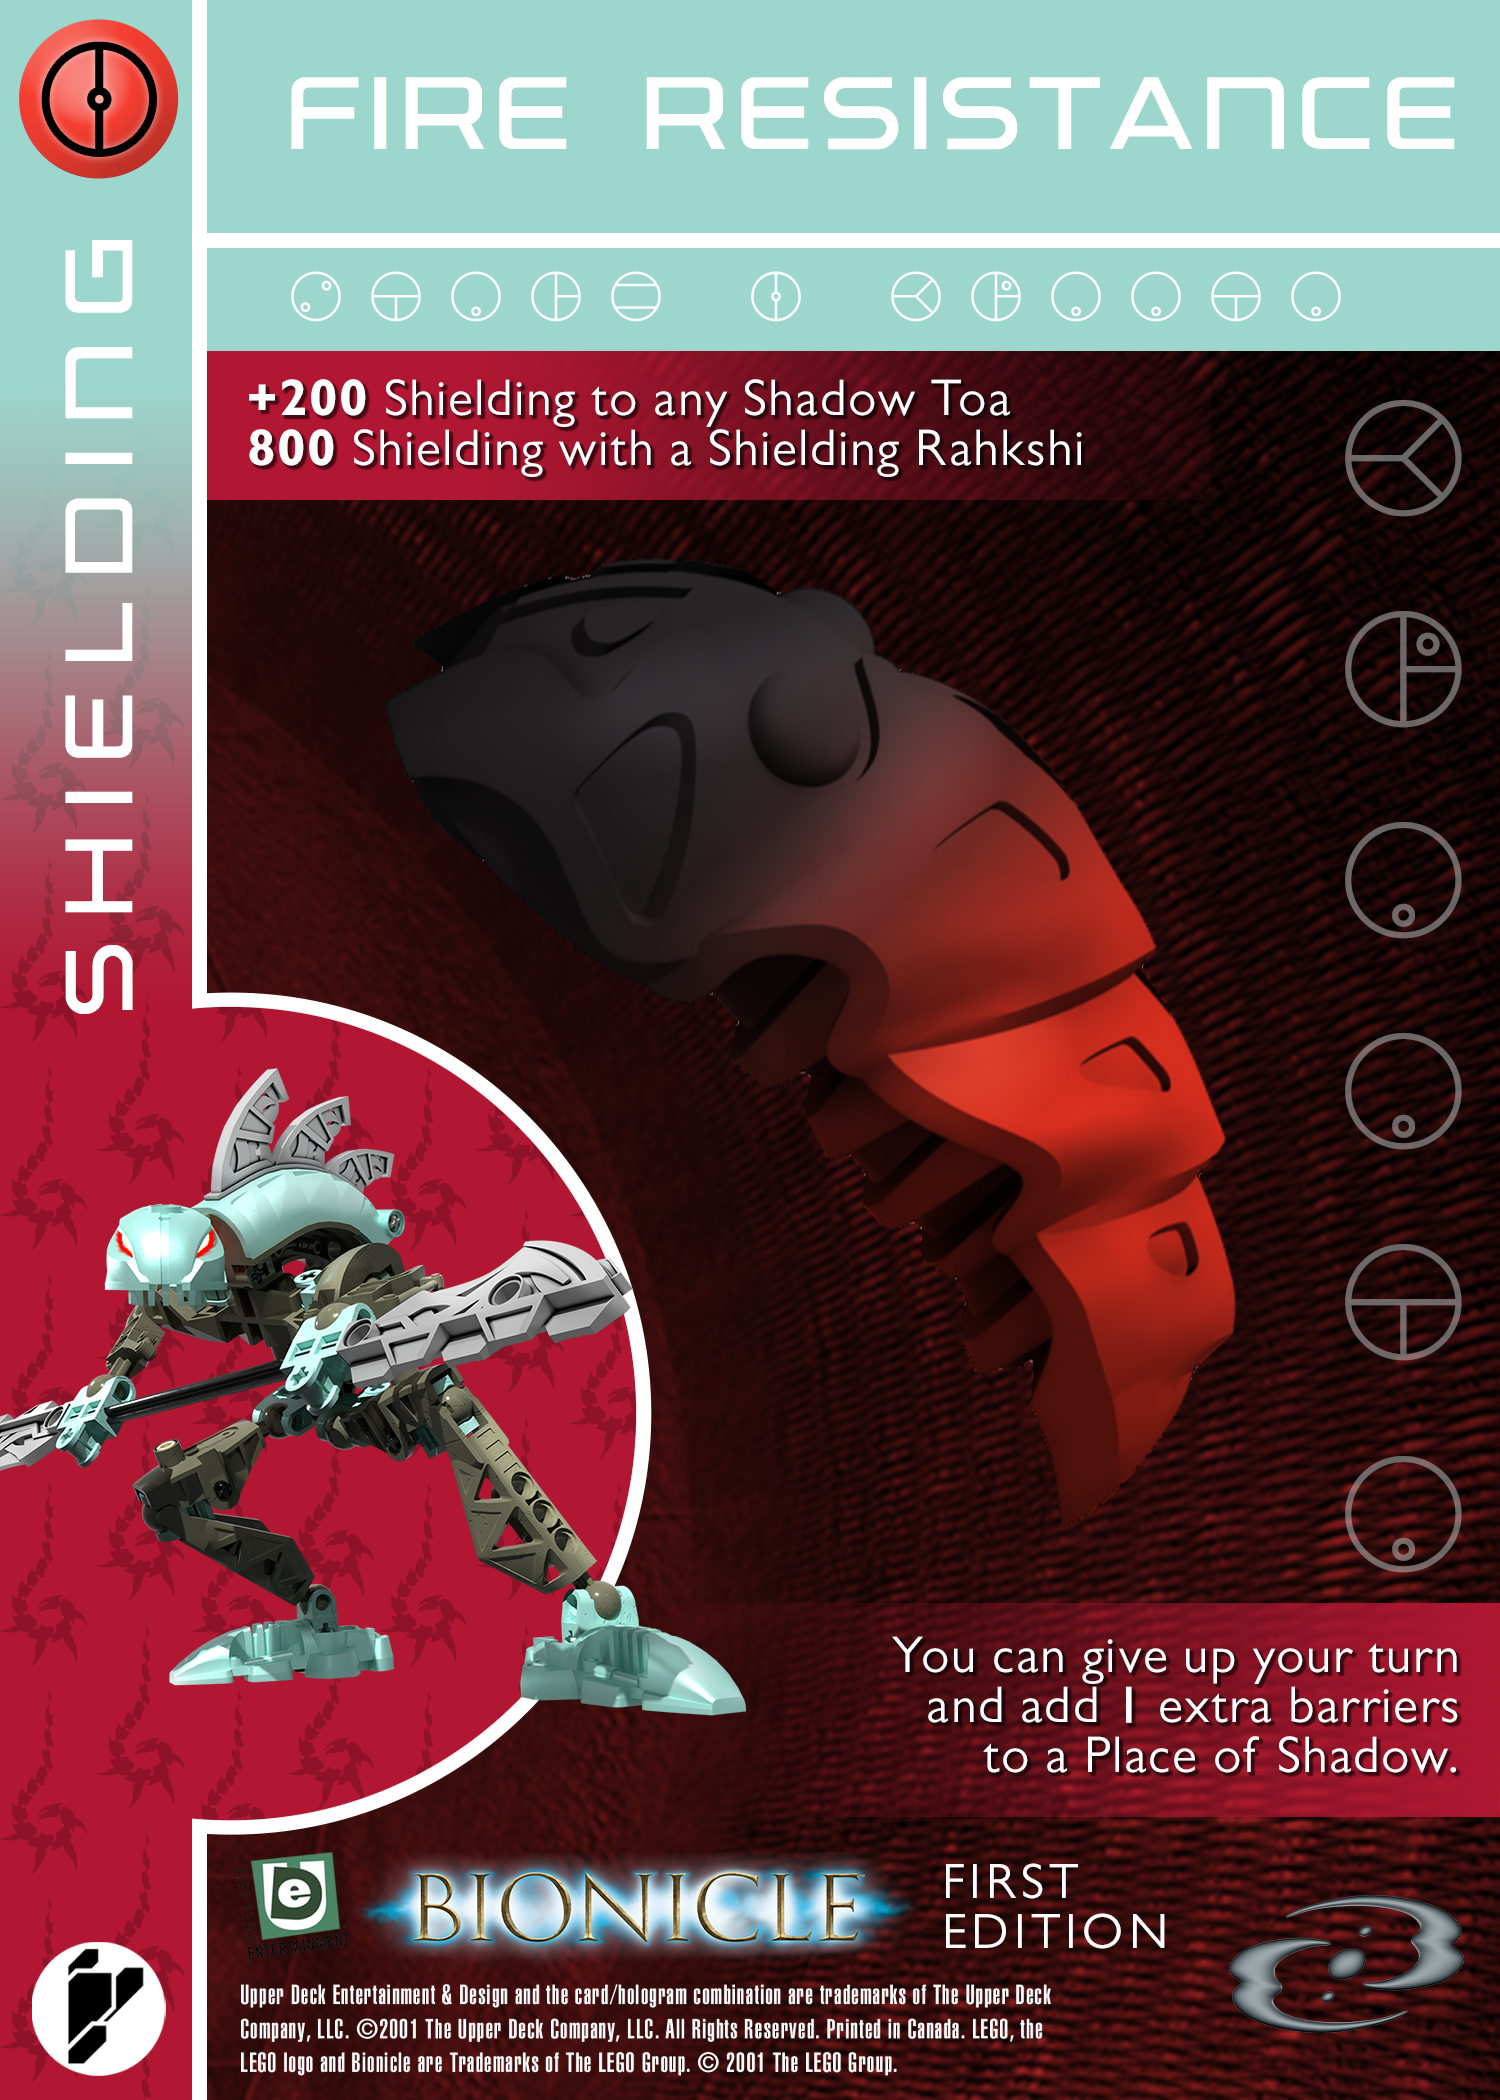 FIRE RESISTANCE
SHIELDING
+200 Shielding to any Shadow Toa
800 Shielding with a Shielding Rahkshi
You can give up your turn
and add 1 extra barriers
to a Place of Shadow.
e
ENTERTAINMENT
BIONICLE
FIRST
EDITION
Upper Deck Entertainment & Design and the card/hologram combination are trademarks of The Upper Deck
Company, LLC. ©2001 The Upper Deck Company, LLC. All Rights Reserved. Printed in Canada. LEGO, the
LEGO logo and Bionicle are Trademarks of The LEGO Group. © 2001 The LEGO Group.